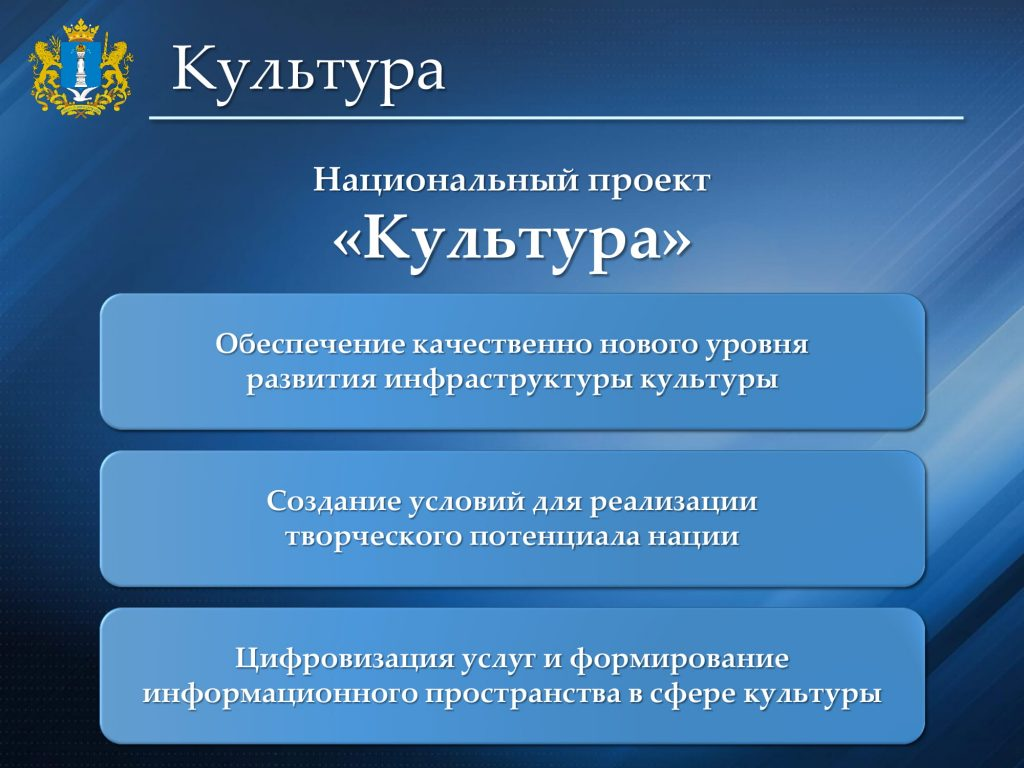 Культура
Национальный проект
«Культура»
Обеспечение качественно нового уровня
развития инфраструктуры культуры
Создание условий для реализации
творческого потенциала нации
Цифровизация услуг и формирование
информационного пространства в сфере культуры